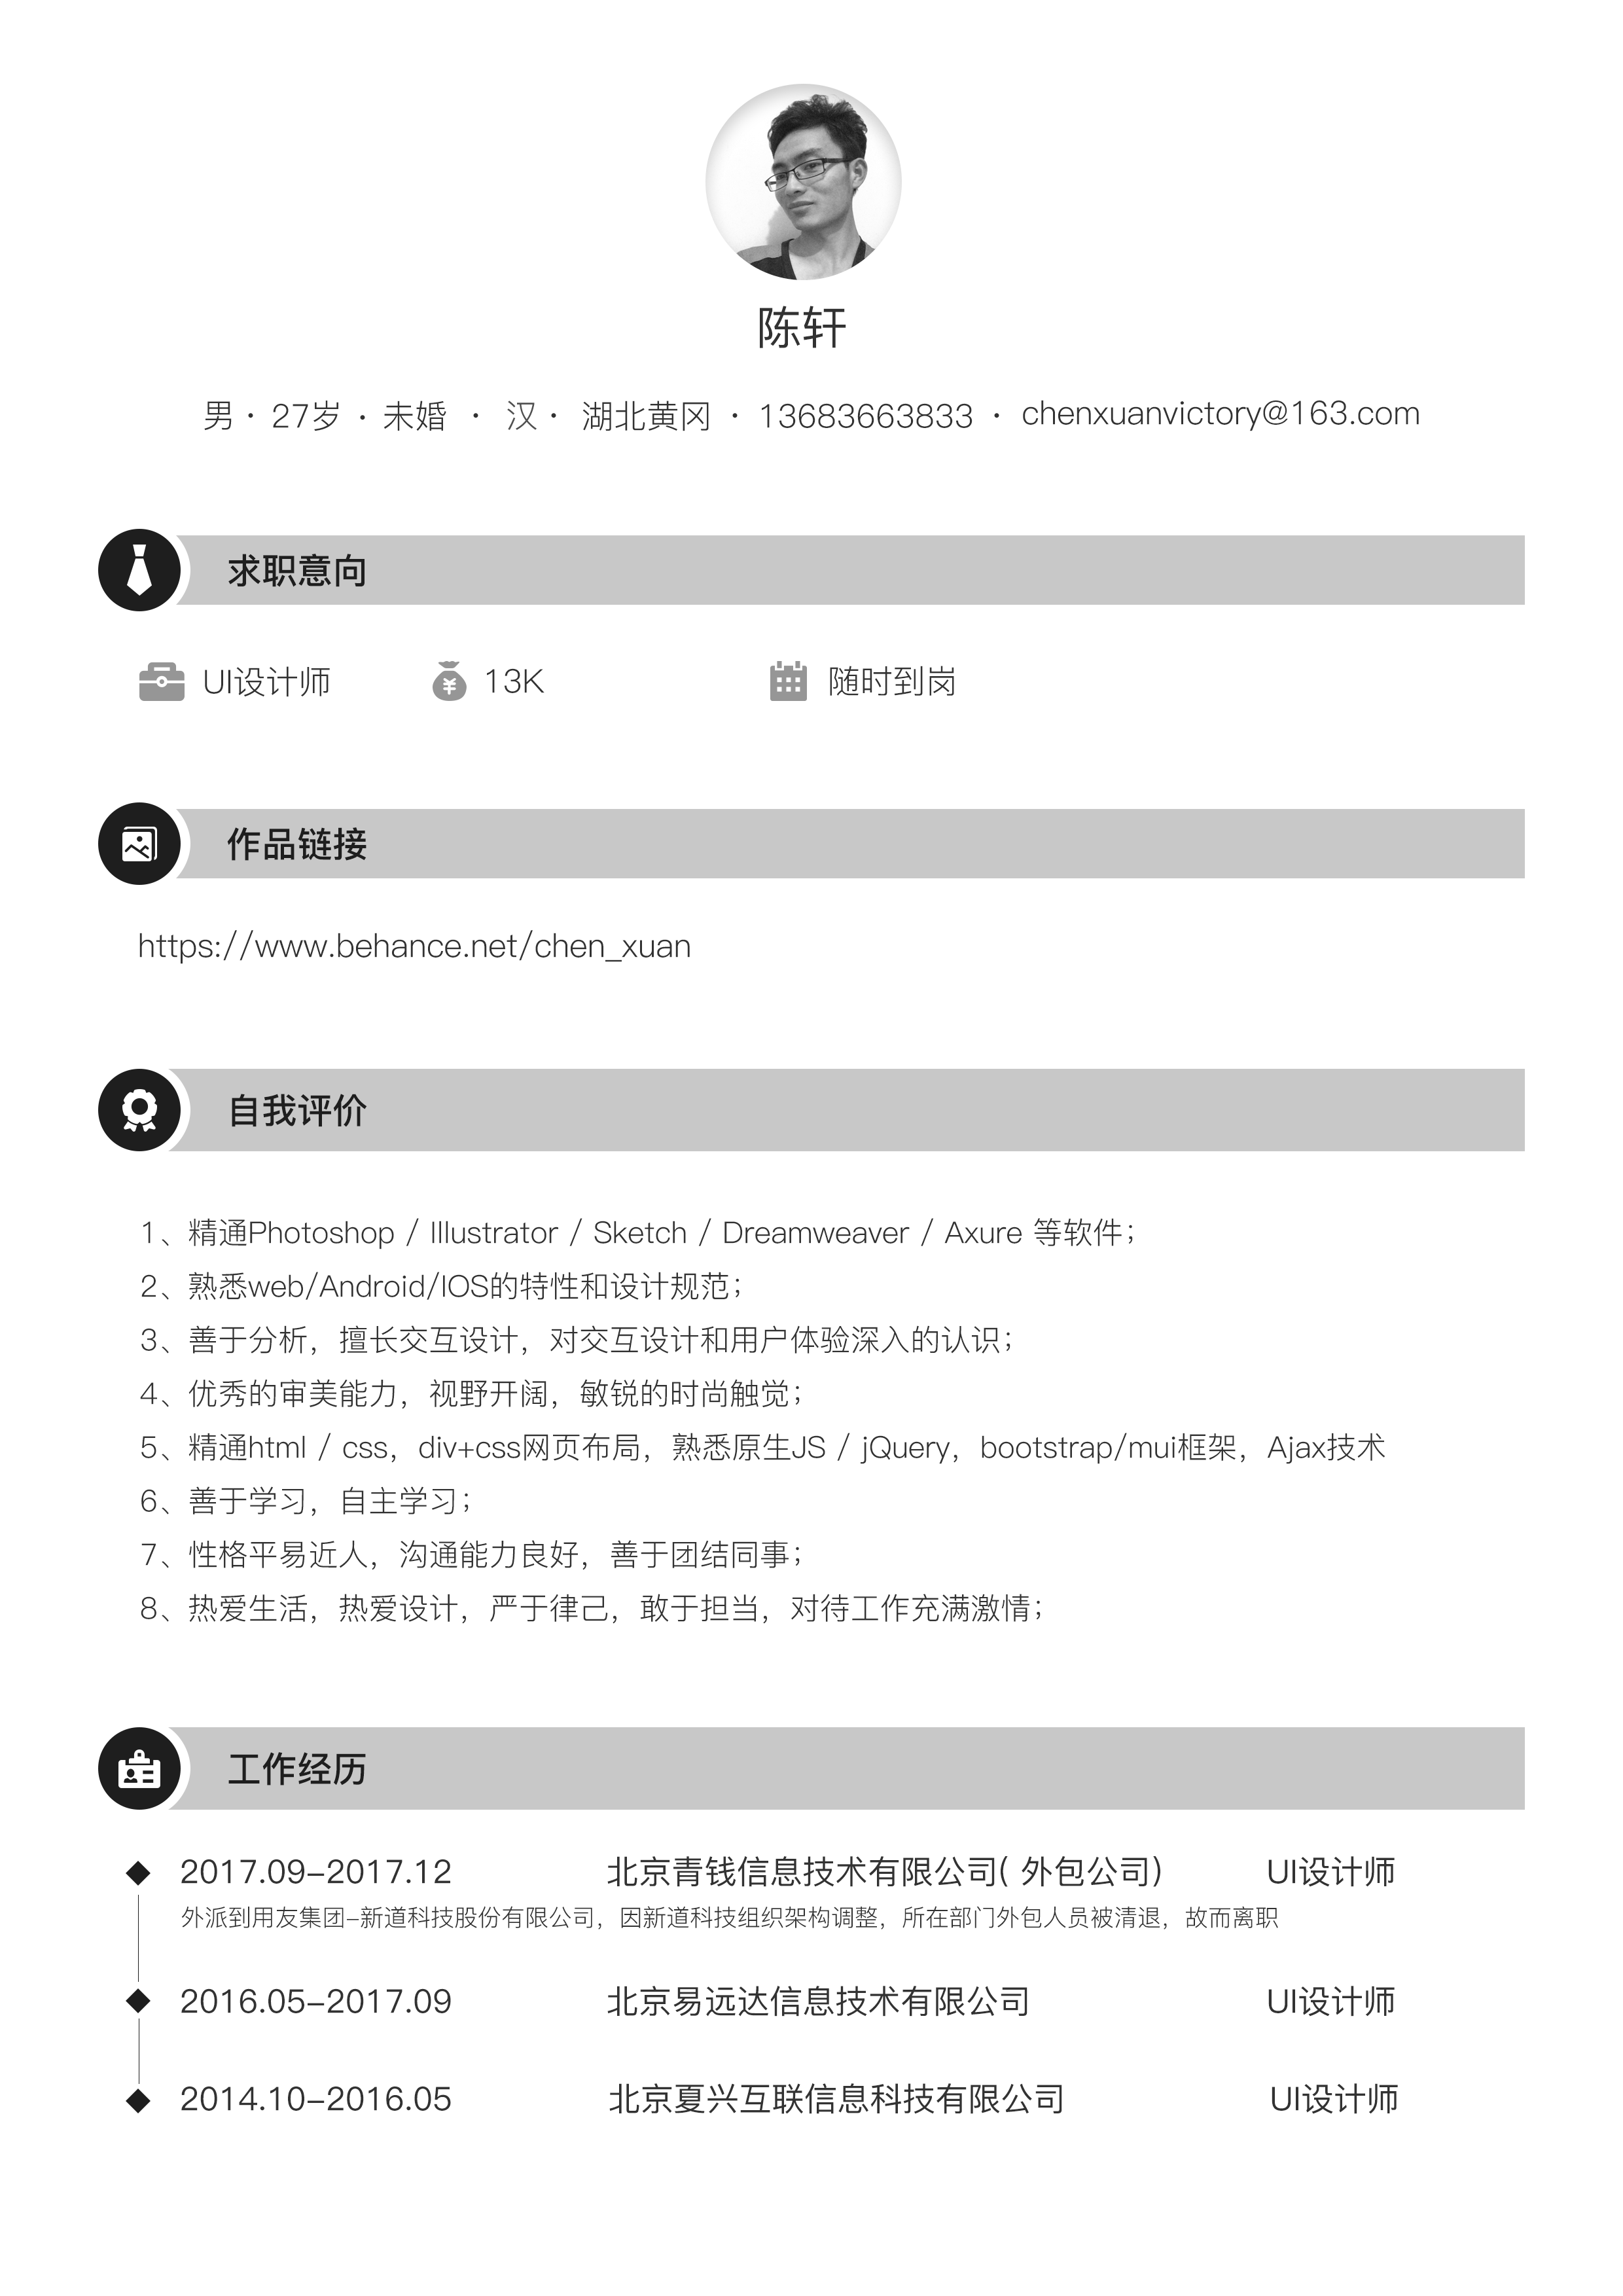 陈轩
男 · 27岁 · 未婚 · 汉 · 湖北黄冈 · 13683663833 · chenxuanvictory@163.com
求职意向
UI设计师 13K 随时到岗
作品链接
https://www.behance.net/chen_xuan
自我评价
1、精通Photoshop / Illustrator / Sketch / Dreamweaver / Axure 等软件；
2、熟悉web/Android/IOS的特性和设计规范；
3、善于分析，擅长交互设计，对交互设计和用户体验深入的认识；
4、优秀的审美能力，视野开阔，敏锐的时尚触觉；
5、精通html / css，div+css网页布局，熟悉原生JS / jQuery，bootstrap/mui框架，Ajax技术
6、善于学习，自主学习；
7、性格平易近人，沟通能力良好，善于团结同事；
8、热爱生活，热爱设计，严于律己，敢于担当，对待工作充满激情；
工作经历
2017.09-2017.12 北京青钱信息技术有限公司( 外包公司) UI设计师
外派到用友集团-新道科技股份有限公司，因新道科技组织架构调整，所在部门外包人员被清退，故而离职
2016.05-2017.09 北京易远达信息技术有限公司 UI设计师
2014.10-2016.05 北京夏兴互联信息科技有限公司 UI设计师